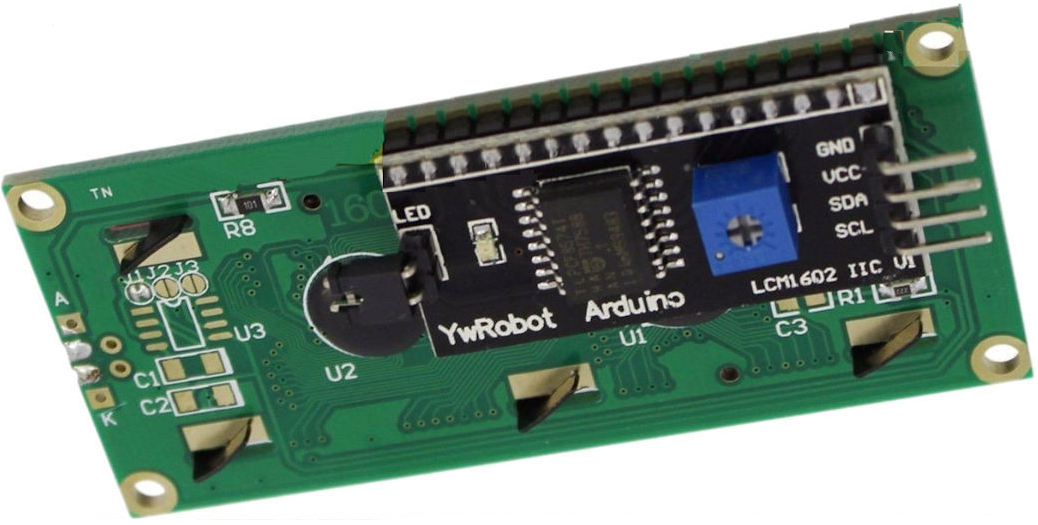 TN
R8
101
160
LED
GND
VCC
SDA
SCL
J1J2J3
A
U3
C1
C2
K
U2
YwRobot Arduino
U1
LCM1602 IIC V1
R1
C3
1